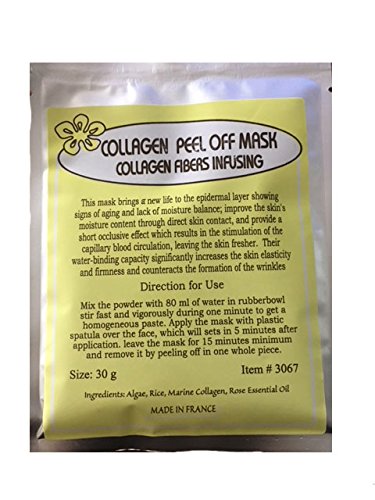 COLLAGEN PEEL OFF MASK
COLLAGEN FIBERS INFUSING
This mask brings a new life to the epidermal layer showing
signs of aging and lack of moisture balance; improve the skin's
moisture content through direct skin contact, and provide a
short occlusive effect which results in the stimulation of the
capillary blood circulation, leaving the skin fresher. Their
water-binding capacity significantly increases the skin elasticity
and firmness and counteracts the formation of the wrinkles
Direction for Use
Mix the powder with 80 ml of water in rubberbowl
stir fast and vigorously during one minute to get a
homogeneous paste. Apply the mask with plastic
spatula over the face, which will sets in 5 minutes after
application. leave the mask for 15 minutes minimum
and remove it by peeling off in one whole piece.
Size: 30 g Item # 3067
Ingredients: Algae, Rice, Marine Collagen, Rose Essential Oil
MADE IN FRANCE